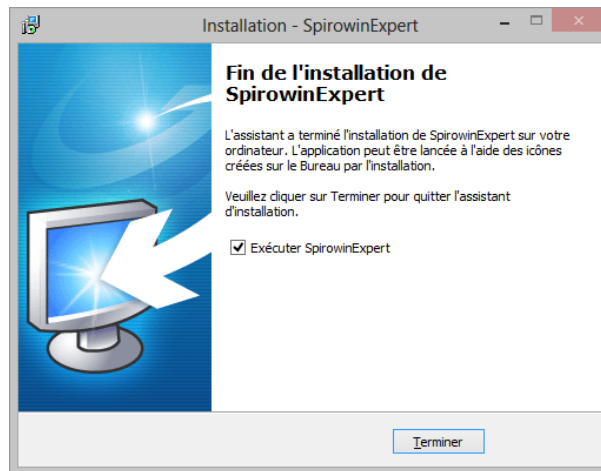 Installation - SpirowinExpert
Fin de l'installation de
SpirowinExpert
L'assistant a terminé l'installation de SpirowinExpert sur votre
ordinateur. L'application peut être lancée à l'aide des icônes
créées sur le Bureau par l'installation.
Veuillez cliquer sur Terminer pour quitter l'assistant
d'installation.
Exécuter SpirowinExpert
Terminer